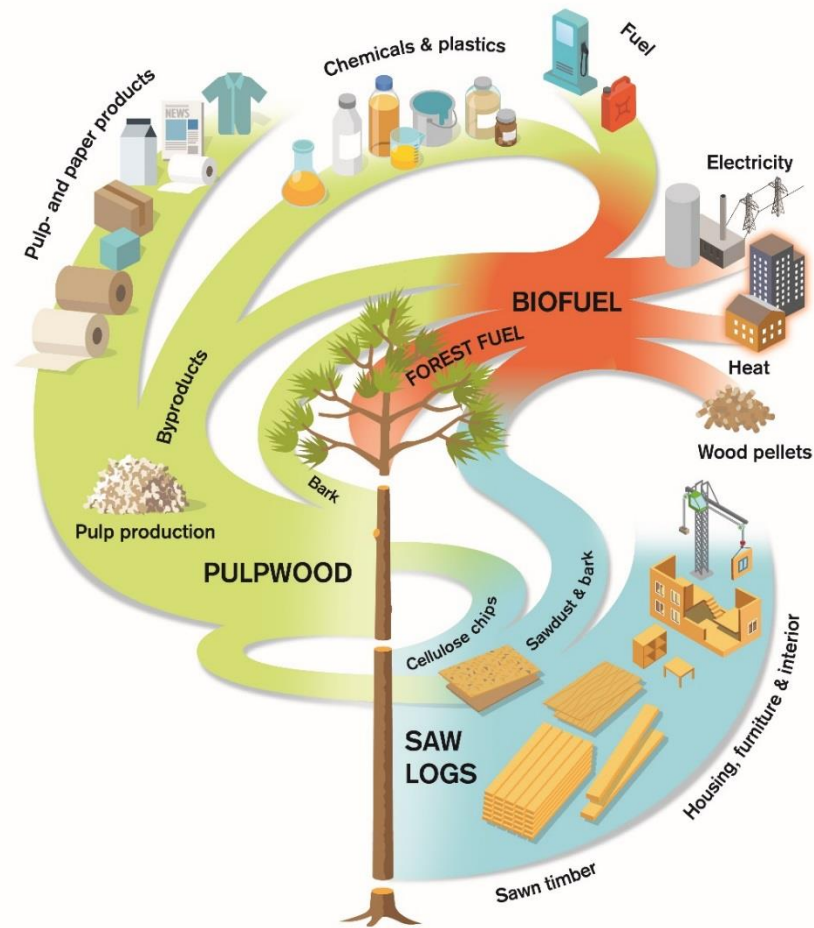 Chemicals & plastics
Fuel
Pulp- and paper products
NEWS
Electricity
BIOFUEL
FOREST FUEL
Heat
Byproducts
Wood pellets
Bark
Pulp production
PULPWOOD
Cellulose chips
Sawdust & bark
SAW
LOGS
Housing, furniture & interior
Sawn timber